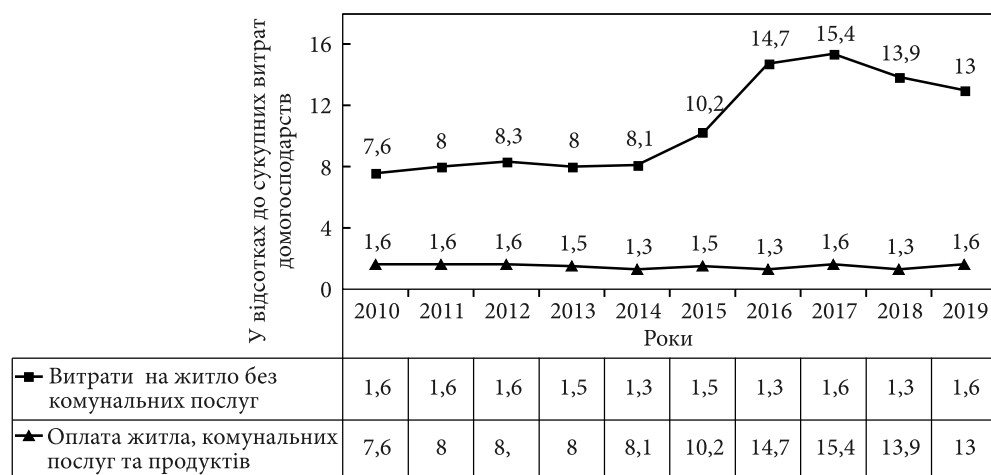 У відсотках до сукупних витрат
домогосподарств
16
12
8
4
0
7,6 8 8,3 8 8,1 10,2 14,7 15,4 13,9 13
1,6 1,6 1,6 1,5 1,3 1,5 1,3 1,6 1,3 1,6
2010 2011 2012 2013 2014 2015 2016 2017 2018 2019
Роки
Витрати на житло без
комунальних послуг
1,6 1,6 1,6 1,5 1,3 1,5 1,3 1,6 1,3 1,6
Оплата житла, комунальних
послуг та продуктів
7,6 8 8, 8 8,1 10,2 14,7 15,4 13,9 13